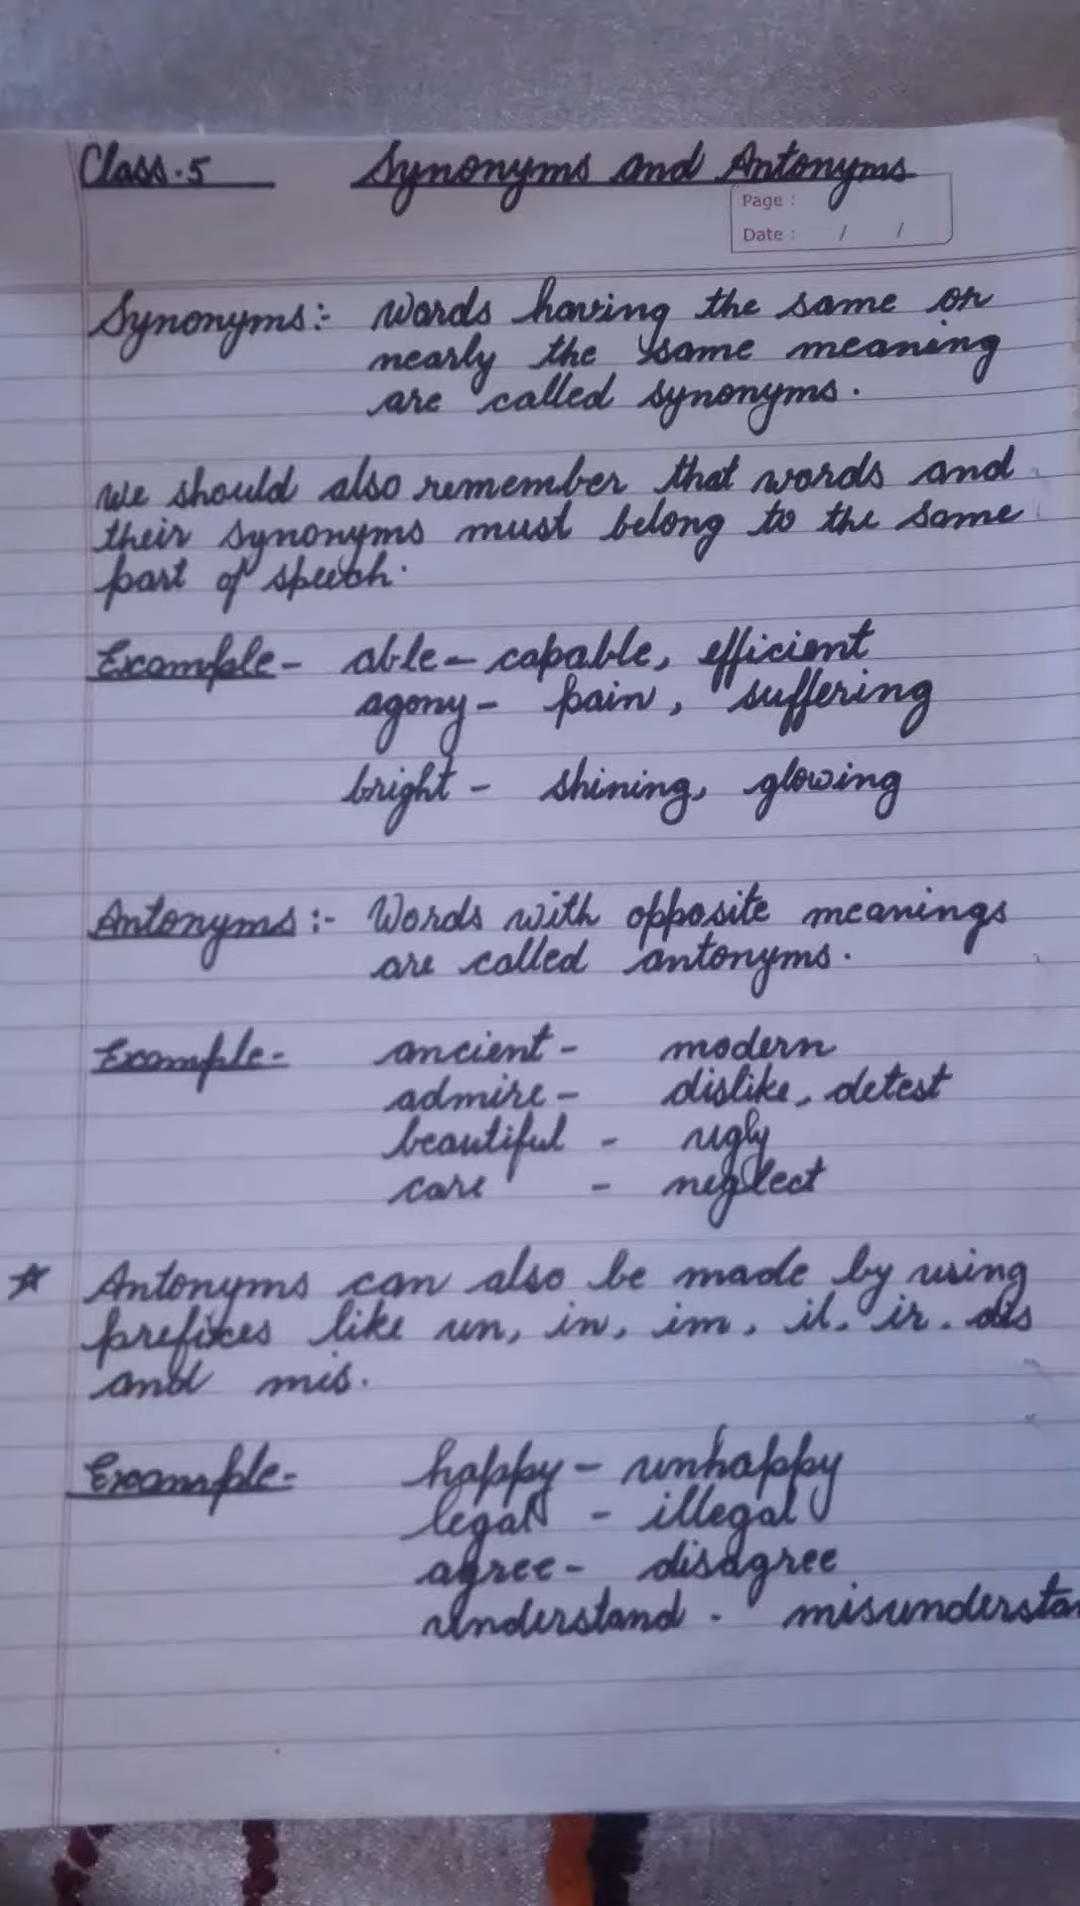 Class.5 Synonyms and Antonyms
Page :
Date : / /
Synonyms:- words having the same or
nearly the same meaning
are called synonyms.
we should also remember that words and
their synonyms must belong to the same
part of speech.
Example- able- capable, efficient
agony- pain, suffering
bright- shining, glowing
Antonyms:- Words with opposite meanings
are called antonyms.
Example- ancient- modern
admire- dislike, detest
beautiful - ugly
care - neglect
☆ Antonyms can also be made by using
prefixes like un, in, im, il, ir. dis
and mis.
Example- happy- unhappy
legal - illegal
agree- disagree
understand - misunderstan